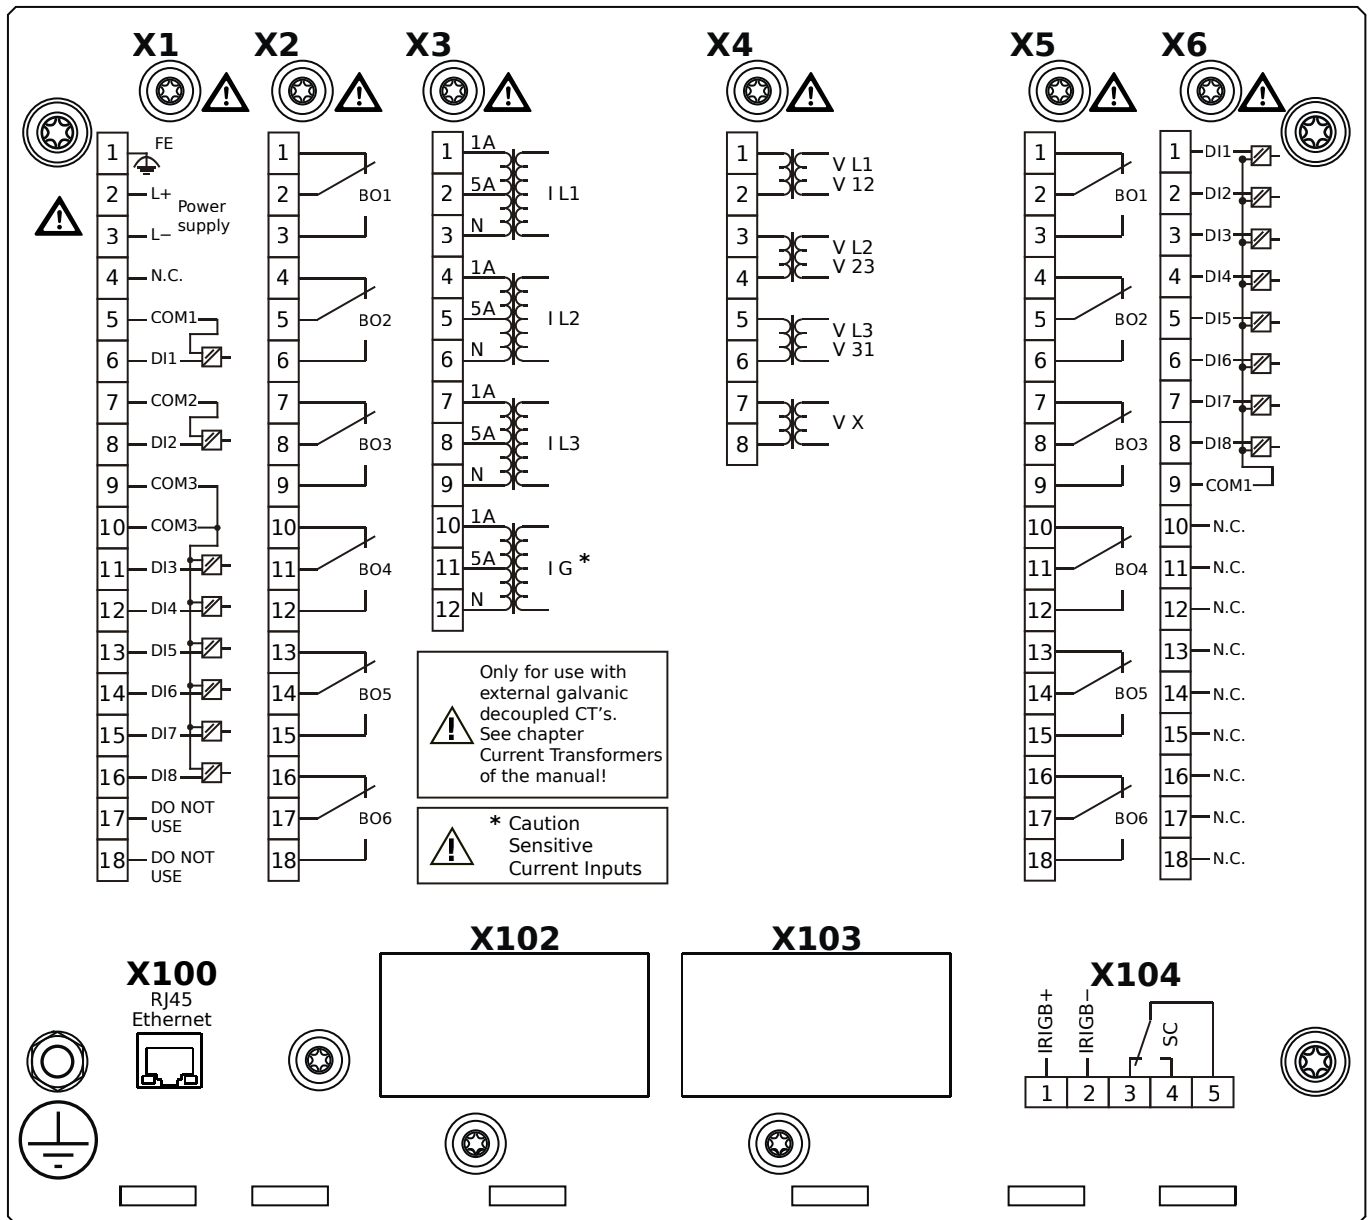 X1
X2
X3
X4
X5
X6
1 FE
2 L+ Power
3 L− supply
4 N.C.
5 COM1
6 DI1
7 COM2
8 DI2
9 COM3
10 COM3
11 DI3
12 DI4
13 DI5
14 DI6
15 DI7
16 DI8
17 DO NOT
USE
18 DO NOT
USE
1
2 BO1
3
4
5 BO2
6
7
8 BO3
9
10
11 BO4
12
13
14 BO5
15
16
17 BO6
18
1 1A
2 5A I L1
3 N
4 1A
5 5A I L2
6 N
7 1A
8 5A I L3
9 N
10 1A
11 5A I G *
12 N
Only for use with
external galvanic
decoupled CT's.
See chapter
Current Transformers
of the manual!
* Caution
Sensitive
Current Inputs
1 V L1
2 V 12
3 V L2
4 V 23
5 V L3
6 V 31
7 V X
8
1
2 BO1
3
4
5 BO2
6
7
8 BO3
9
10
11 BO4
12
13
14 BO5
15
16
17 BO6
18
1 DI1
2 DI2
3 DI3
4 DI4
5 DI5
6 DI6
7 DI7
8 DI8
9 COM1
10 N.C.
11 N.C.
12 N.C.
13 N.C.
14 N.C.
15 N.C.
16 N.C.
17 N.C.
18 N.C.
X100
RJ45
Ethernet
X102
X103
X104
IRIGB+
IRIGB−
SC
1 2 3 4 5